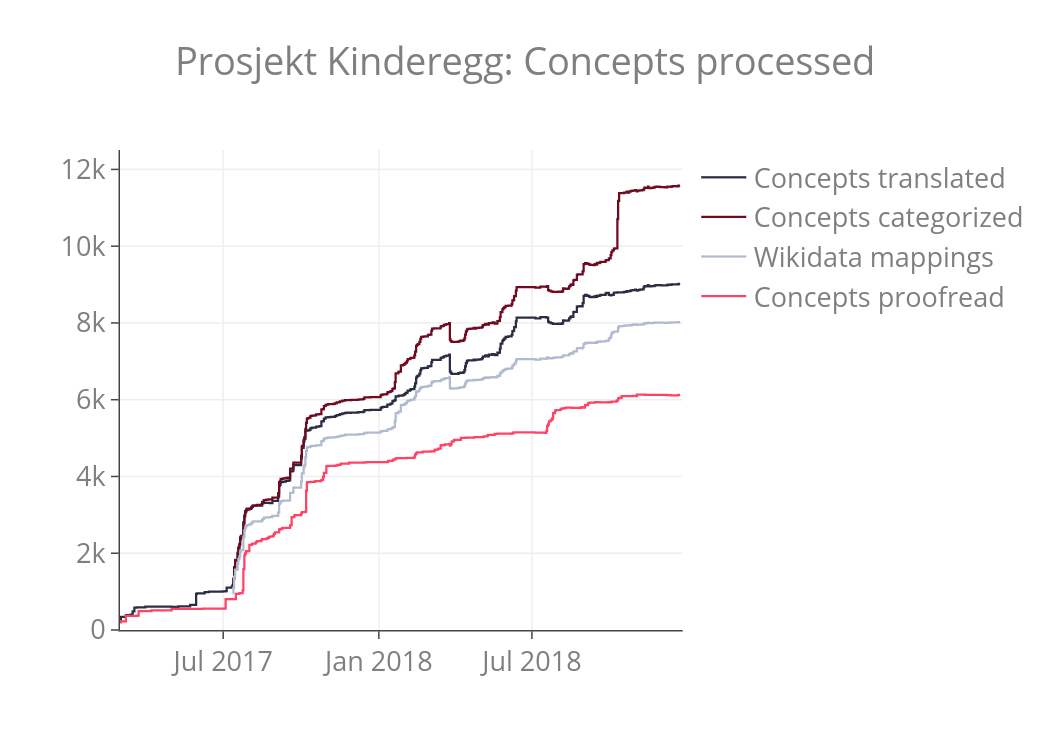 Prosjekt Kinderegg: Concepts processed
12k
10k
8k
6k
4k
2k
0
Jul 2017
Jan 2018
Jul 2018
Concepts translated
Concepts categorized
Wikidata mappings
Concepts proofread